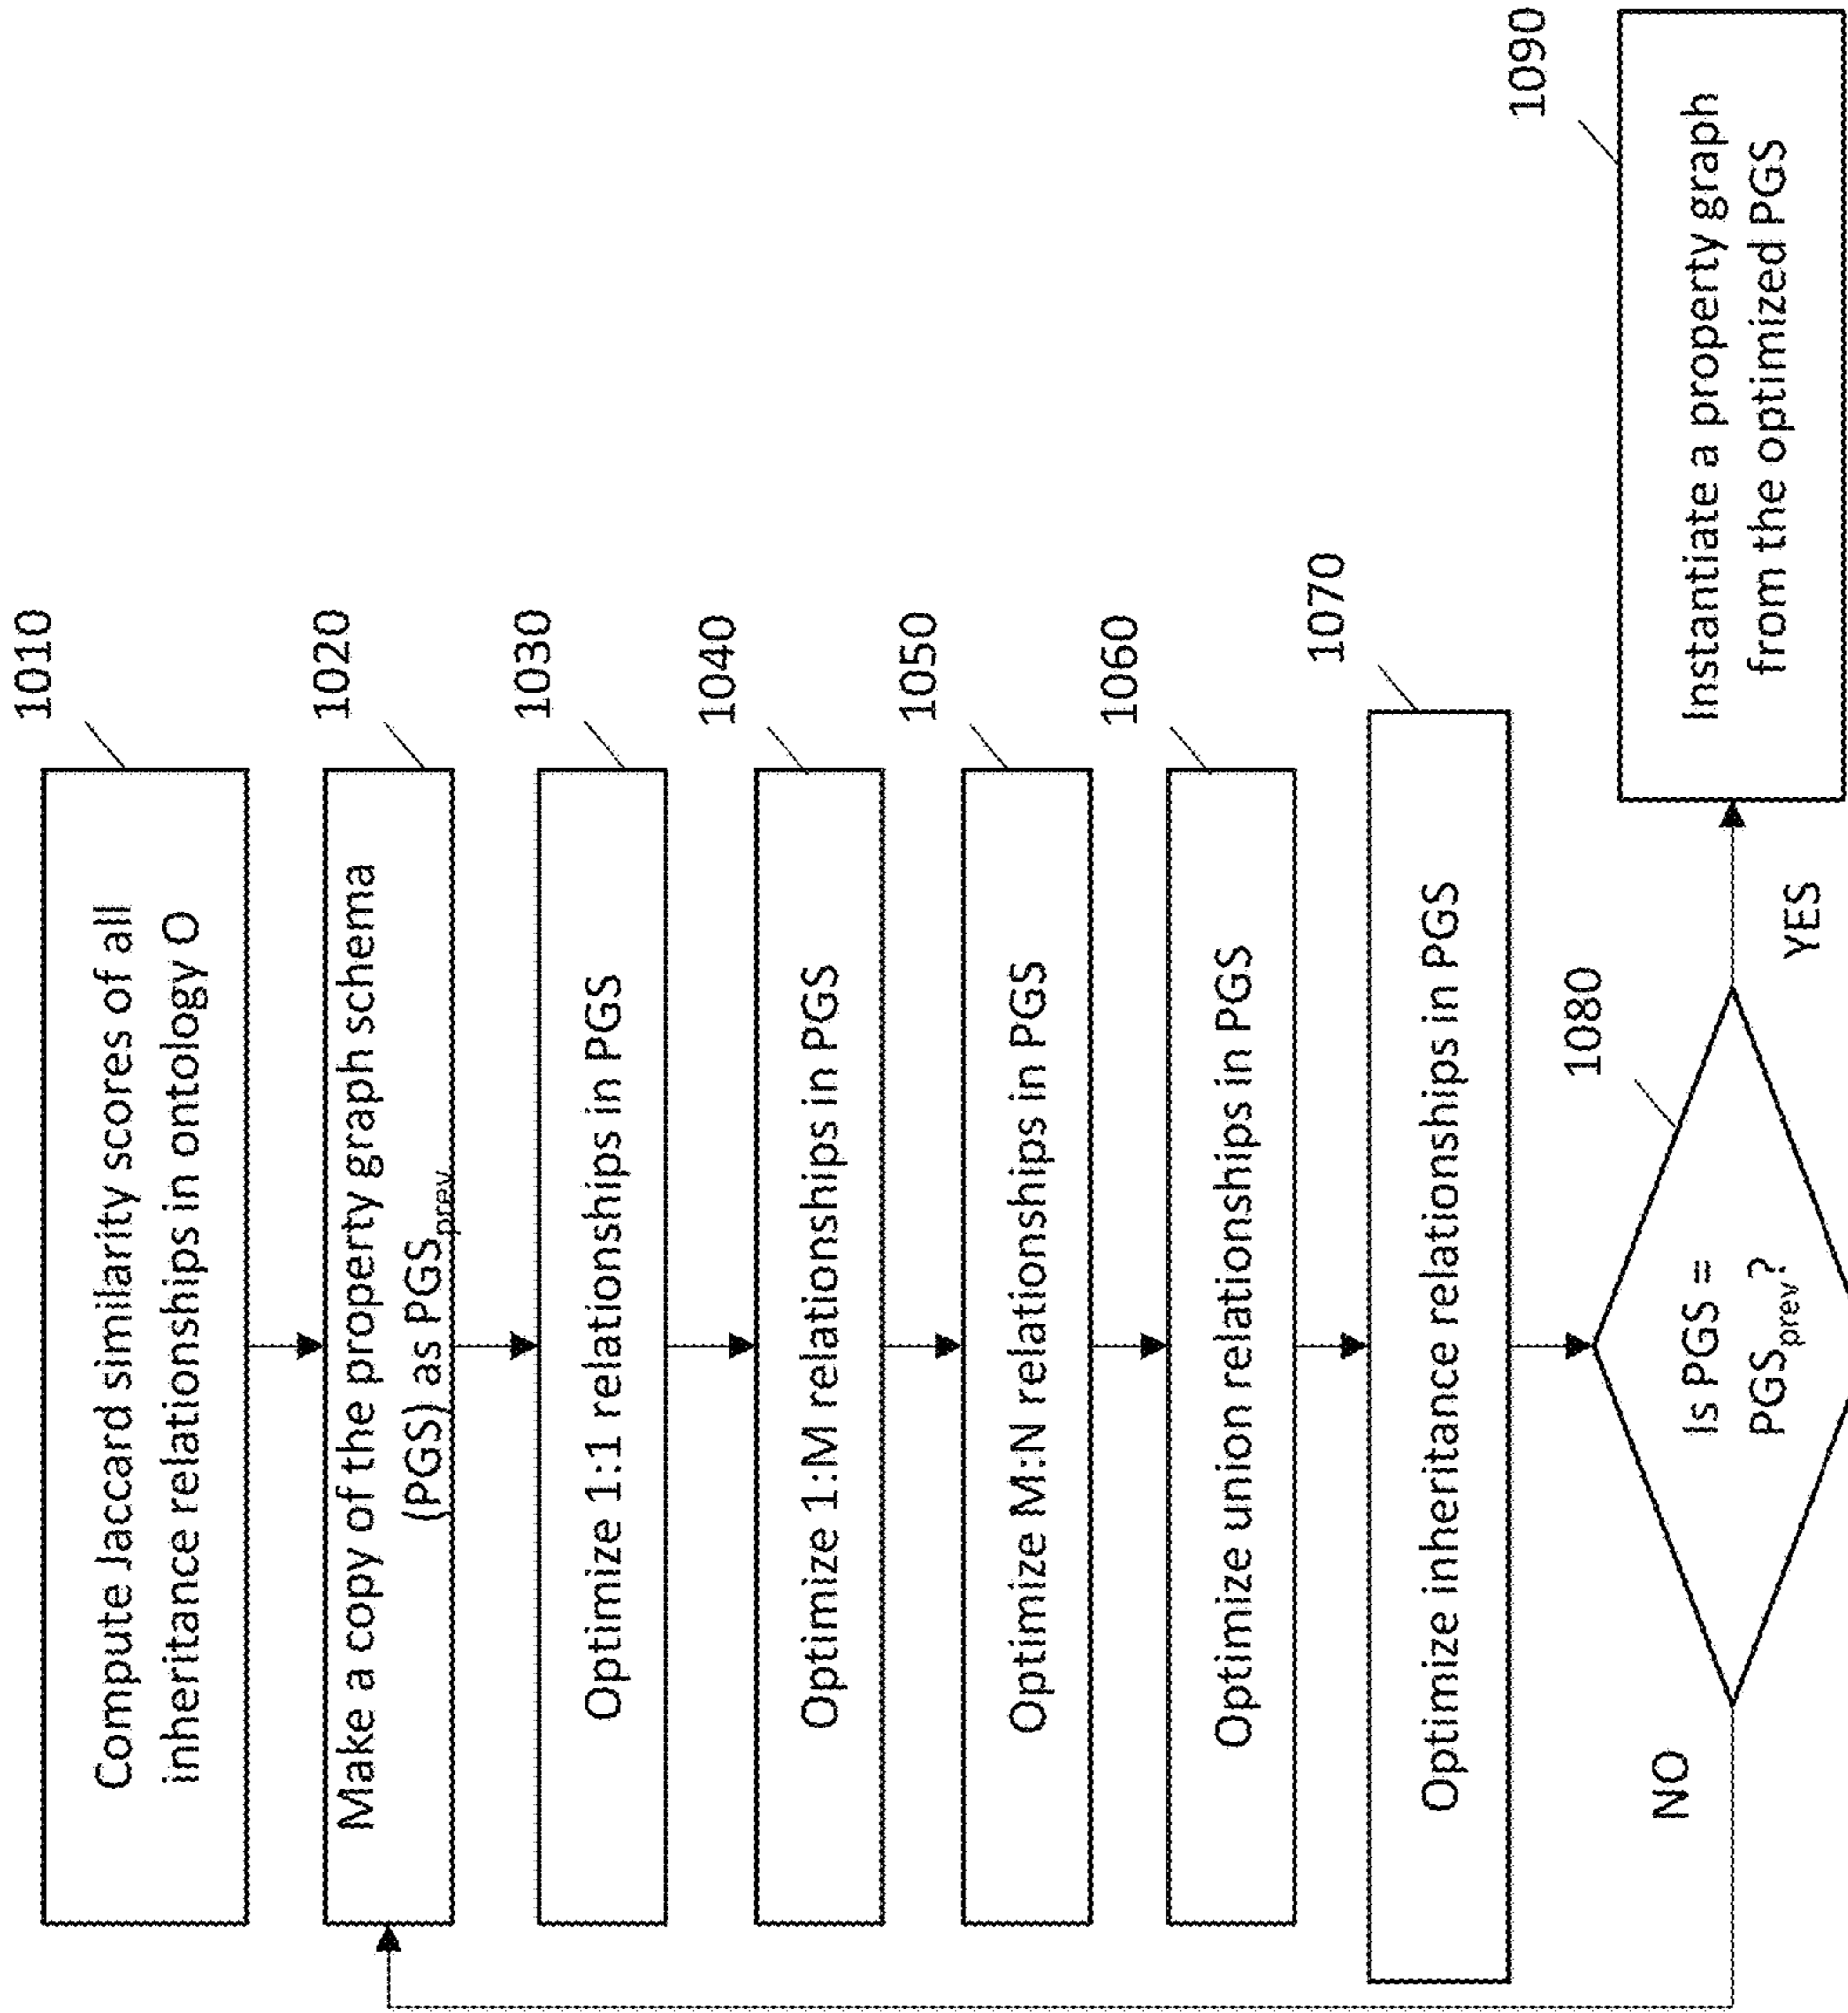 1010
Compute Jaccard similarity scores of all
inheritance relationships in ontology O
1020
Make a copy of the property graph schema
(PGS) as PGSprev
1030
Optimize 1:1 relationships in PGS
1040
Optimize 1:M relationships in PGS
1050
Optimize M:N relationships in PGS
1060
Optimize union relationships in PGS
1070
Optimize inheritance relationships in PGS
1080
Is PGS =
PGSprev?
NO
YES
1090
Instantiate a property graph
from the optimized PGS